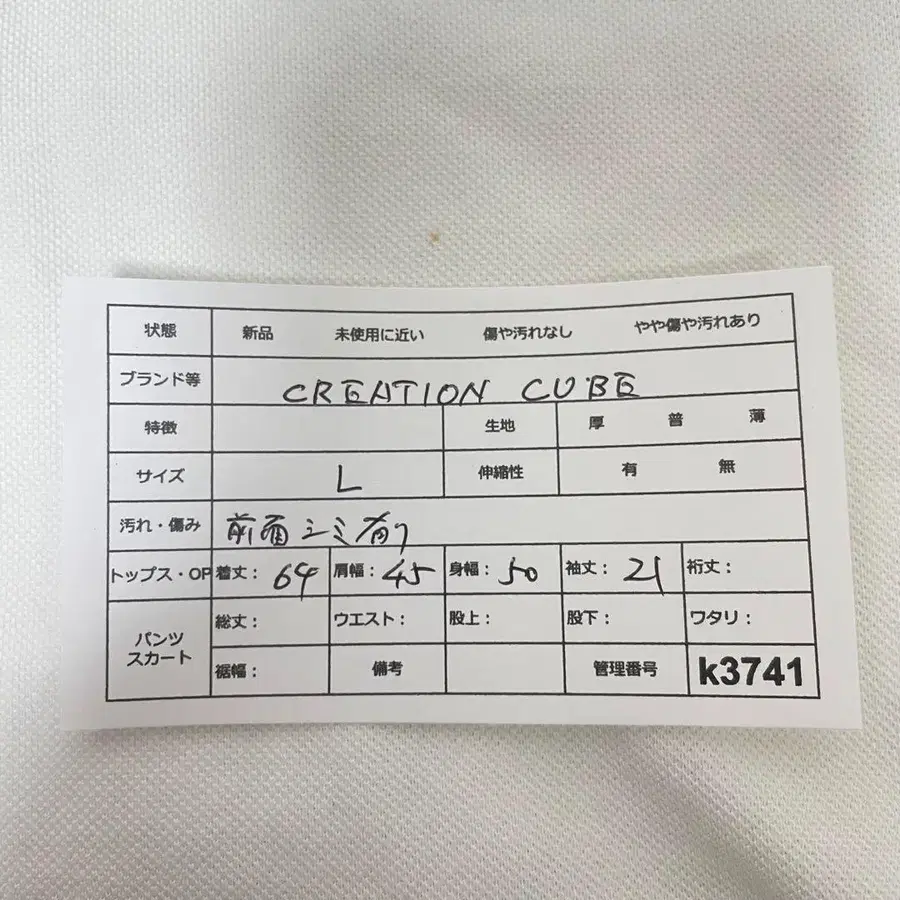 状態 新品 未使用に近い 傷や汚れなし やや傷や汚れあり
ブランド等 CREATION CUBE
特徴 生地 厚 普 薄
サイズ L 伸縮性 有 無
汚れ・傷み 前面シミ有り
トップス・OP 着丈: 64 肩幅: 45 身幅: 50 袖丈: 21 裄丈:
パンツ スカート 総丈: ウエスト: 股上: 股下: ワタリ:
裾幅: 備考 管理番号 k3741